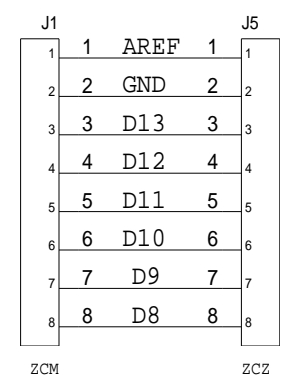 J1 J5
1 1 AREF 1 1
2 2 GND 2 2
3 3 D13 3 3
4 4 D12 4 4
5 5 D11 5 5
6 6 D10 6 6
7 7 D9 7 7
8 8 D8 8 8
ZCM ZCZ